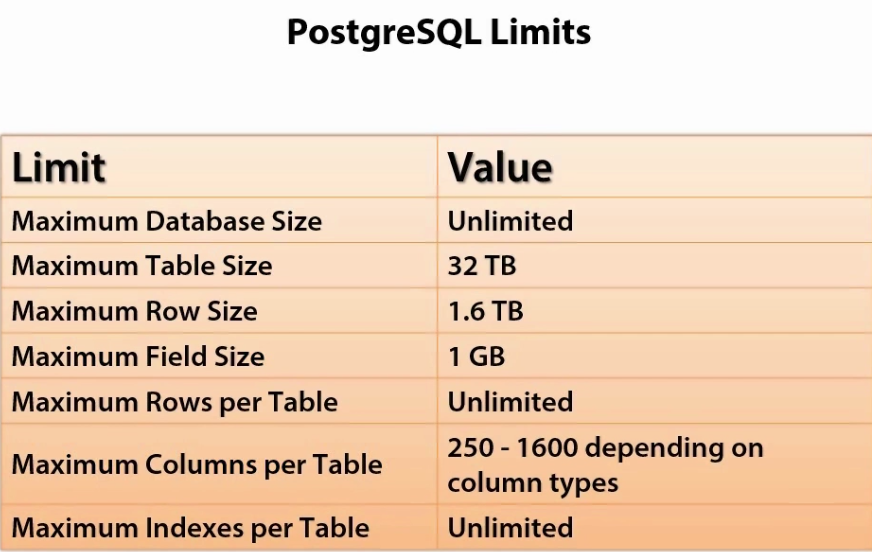 PostgreSQL Limits
Limit Value
Maximum Database Size Unlimited
Maximum Table Size 32 TB
Maximum Row Size 1.6 TB
Maximum Field Size 1 GB
Maximum Rows per Table Unlimited
Maximum Columns per Table 250 - 1600 depending on
column types
Maximum Indexes per Table Unlimited